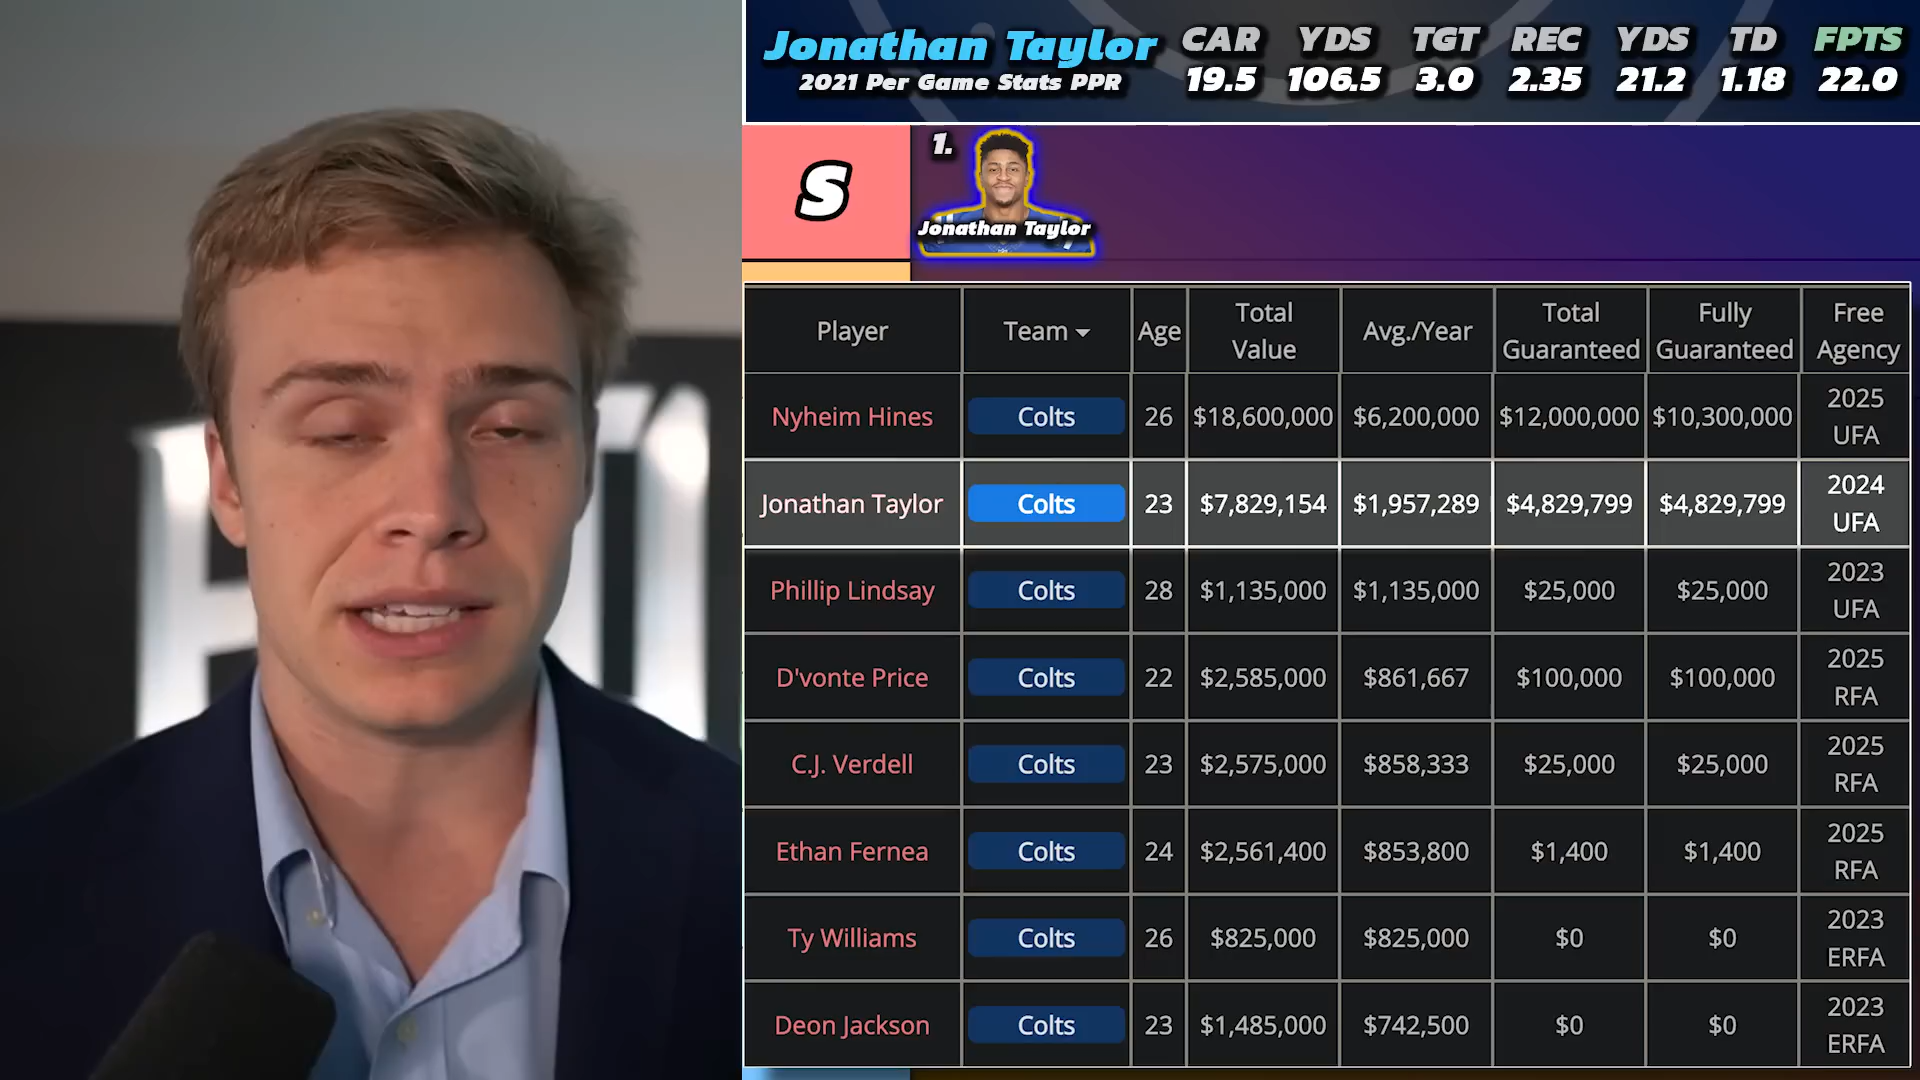 Jonathan Taylor CAR YDS TGT REC YDS TD FPTS
2021 Per Game Stats PPR 19.5 106.5 3.0 2.35 21.2 1.18 22.0
S
1.
Jonathan Taylor
Player Team Age Total Value Avg./Year Total Guaranteed Fully Guaranteed Free Agency
Nyheim Hines Colts 26 $18,600,000 $6,200,000 $12,000,000 $10,300,000 2025 UFA
Jonathan Taylor Colts 23 $7,829,154 $1,957,289 $4,829,799 $4,829,799 2024 UFA
Phillip Lindsay Colts 28 $1,135,000 $1,135,000 $25,000 $25,000 2023 UFA
D'vonte Price Colts 22 $2,585,000 $861,667 $100,000 $100,000 2025 RFA
C.J. Verdell Colts 23 $2,575,000 $858,333 $25,000 $25,000 2025 RFA
Ethan Fernea Colts 24 $2,561,400 $853,800 $1,400 $1,400 2025 RFA
Ty Williams Colts 26 $825,000 $825,000 $0 $0 2023 ERFA
Deon Jackson Colts 23 $1,485,000 $742,500 $0 $0 2023 ERFA